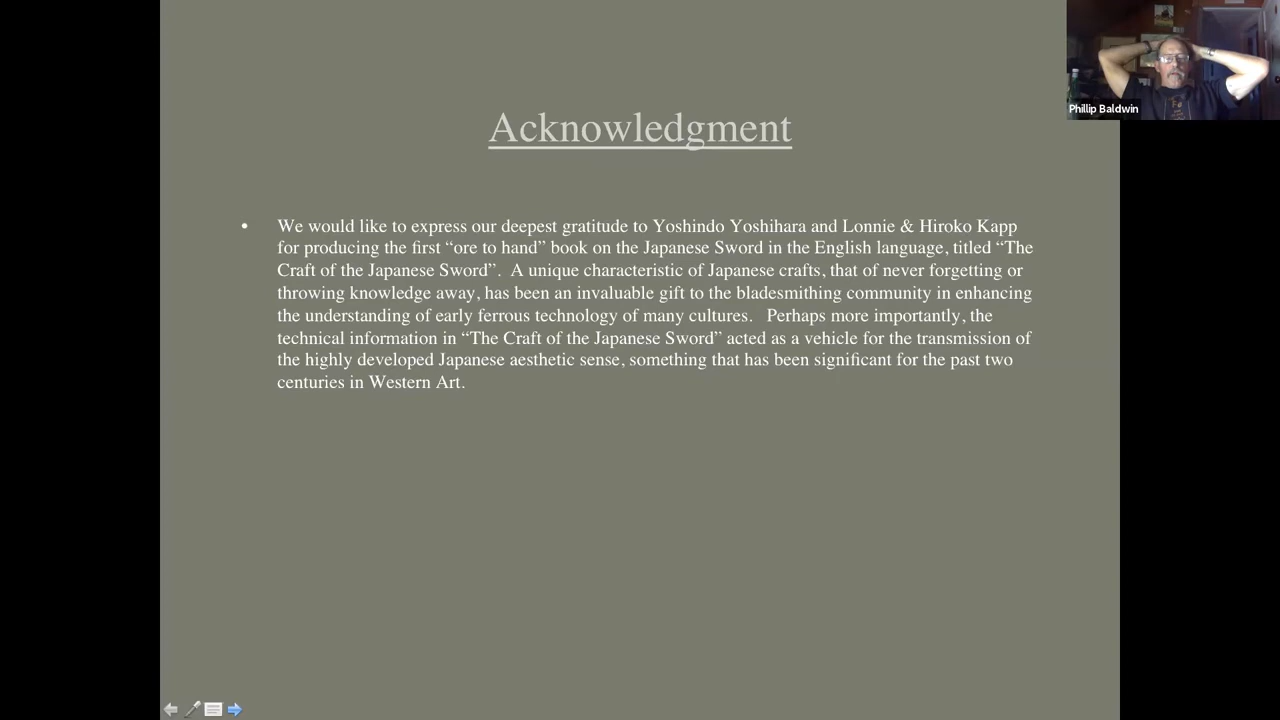 Acknowledgment
Phillip Baldwin
• We would like to express our deepest gratitude to Yoshindo Yoshihara and Lonnie & Hiroko Kapp
for producing the first “ore to hand” book on the Japanese Sword in the English language, titled “The
Craft of the Japanese Sword”.  A unique characteristic of Japanese crafts, that of never forgetting or
throwing knowledge away, has been an invaluable gift to the bladesmithing community in enhancing
the understanding of early ferrous technology of many cultures.   Perhaps more importantly, the
technical information in “The Craft of the Japanese Sword” acted as a vehicle for the transmission of
the highly developed Japanese aesthetic sense, something that has been significant for the past two
centuries in Western Art.